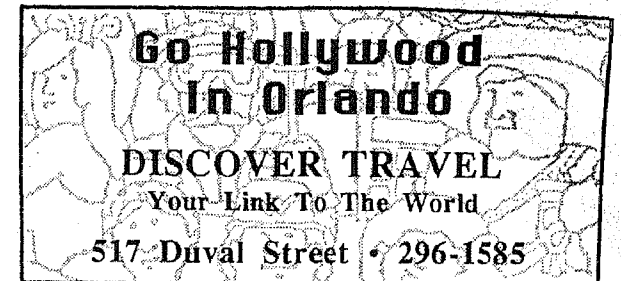 Go Hollywood
In Orlando
DISCOVER TRAVEL
Your Link To The World
517 Duval Street • 296-1585